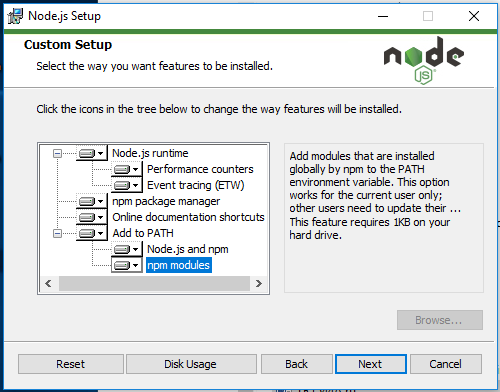 Node.js Setup
Custom Setup
Select the way you want features to be installed.
node
JS
Click the icons in the tree below to change the way features will be installed.
Node.js runtime
Performance counters
Event tracing (ETW)
npm package manager
Online documentation shortcuts
Add to PATH
Node.js and npm
npm modules
Add modules that are installed
globally by npm to the PATH
environment variable. This option
works for the current user only;
other users need to update their ...
This feature requires 1KB on your
hard drive.
Browse...
Reset
Disk Usage
Back
Next
Cancel